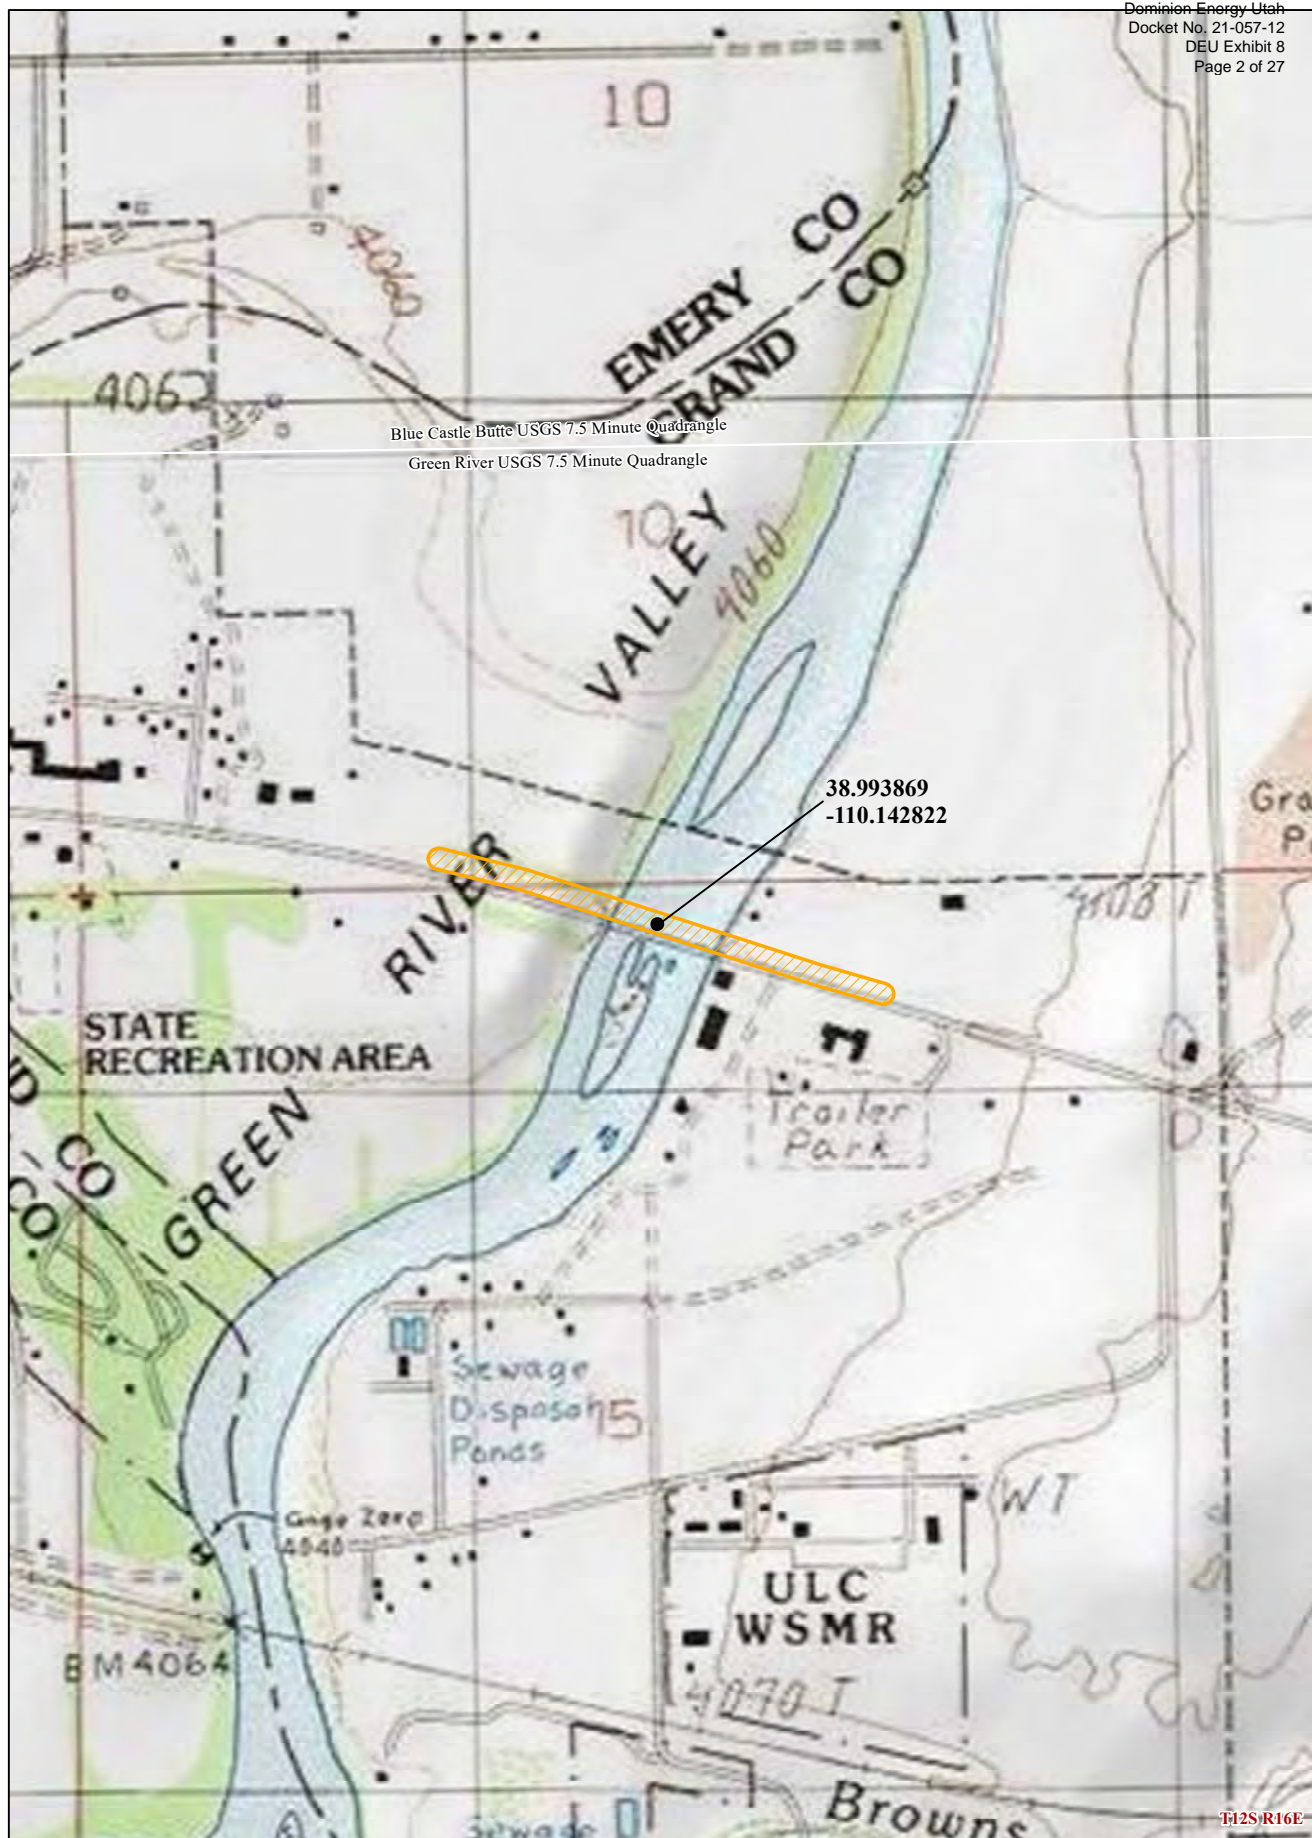 Dominion Energy Utah
Docket No. 21-057-12
DEU Exhibit 8
Page 2 of 27
10
4060
EMERY CO
GRAND CO
4062
Blue Castle Butte USGS 7.5 Minute Quadrangle
Green River USGS 7.5 Minute Quadrangle
10
VALLEY
4060
38.993869
-110.142822
RIVER
STATE
RECREATION AREA
GREEN
CO
CO
Trailer
Park
Sewage
Disposal
Ponds
15
Gage Zero
4040
WT
ULC
WSMR
BM 4064
4070 T
Browns
Sewage
T12S R16E